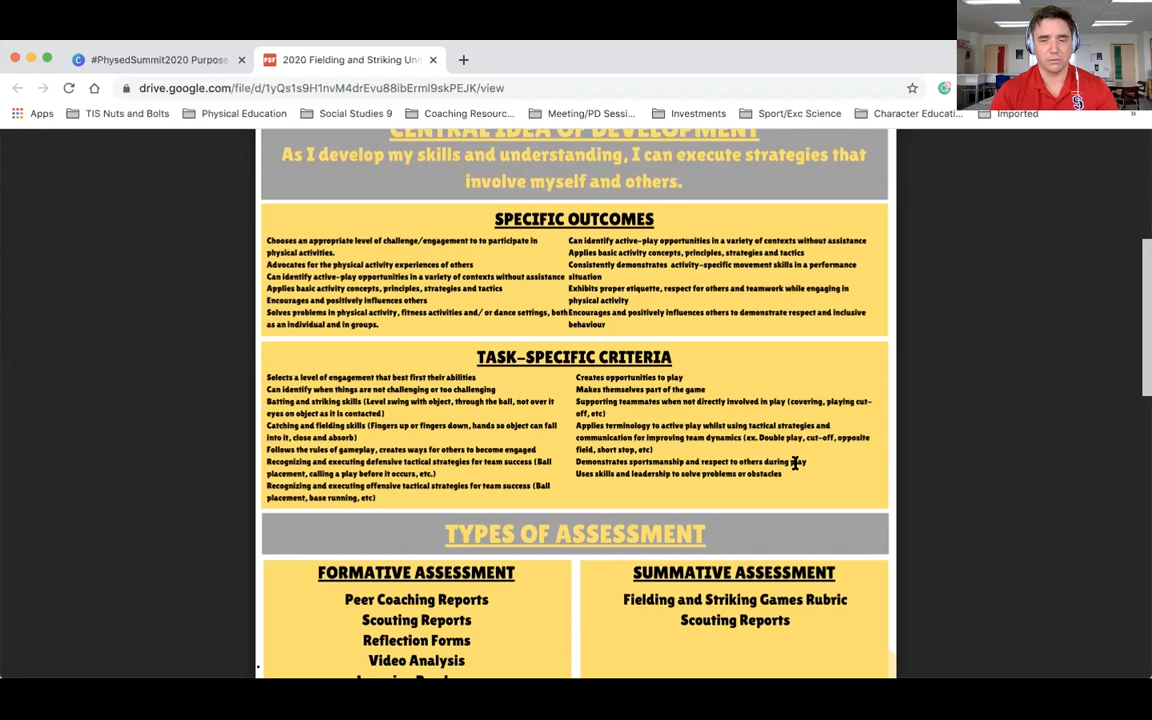 #PhysedSummit2020 Purpose
2020 Fielding and Striking Uni
drive.google.com/file/d/1yQs1s9H1nvM4drEvu88ibErml9skPEJK/view
Apps
TIS Nuts and Bolts
Physical Education
Social Studies 9
Coaching Resourc...
Meeting/PD Sessi...
Investments
Sport/Exc Science
Character Educati...
Imported
»
CENTRAL IDEA OF DEVELOPMENT
As I develop my skills and understanding, I can execute strategies that
involve myself and others.
SPECIFIC OUTCOMES
Chooses an appropriate level of challenge/engagement to to participate in
physical activities.
Advocates for the physical activity experiences of others
Can identify active-play opportunities in a variety of contexts without assistance
Applies basic activity concepts, principles, strategies and tactics
Encourages and positively influences others
Solves problems in physical activity, fitness activities and/ or dance settings, both
as an individual and in groups.
Can identify active-play opportunities in a variety of contexts without assistance
Applies basic activity concepts, principles, strategies and tactics
Consistently demonstrates activity-specific movement skills in a performance
situation
Exhibits proper etiquette, respect for others and teamwork while engaging in
physical activity
Encourages and positively influences others to demonstrate respect and inclusive
behaviour
TASK-SPECIFIC CRITERIA
Selects a level of engagement that best first their abilities
Can identify when things are not challenging or too challenging
Batting and striking skills (Level swing with object, through the ball, not over it
eyes on object as it is contacted)
Catching and fielding skills (Fingers up or fingers down, hands so object can fall
into it, close and absorb)
Follows the rules of gameplay, creates ways for others to become engaged
Recognizing and executing defensive tactical strategies for team success (Ball
placement, calling a play before it occurs, etc.)
Recognizing and executing offensive tactical strategies for team success (Ball
placement, base running, etc)
Creates opportunities to play
Makes themselves part of the game
Supporting teammates when not directly involved in play (covering, playing cut-
off, etc)
Applies terminology to active play whilst using tactical strategies and
communication for improving team dynamics (ex. Double play, cut-off, opposite
field, short stop, etc)
Demonstrates sportsmanship and respect to others during play
Uses skills and leadership to solve problems or obstacles
TYPES OF ASSESSMENT
FORMATIVE ASSESSMENT
Peer Coaching Reports
Scouting Reports
Reflection Forms
Video Analysis
SUMMATIVE ASSESSMENT
Fielding and Striking Games Rubric
Scouting Reports